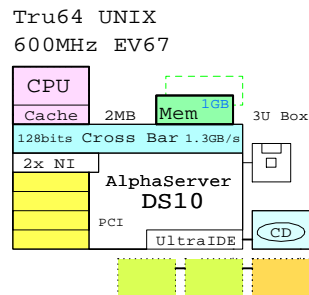 Tru64 UNIX
600MHz EV67
CPU
1GB
Cache 2MB Mem 3U Box
128bits Cross Bar 1.3GB/s
2x NI
AlphaServer
DS10
PCI
UltraIDE
CD